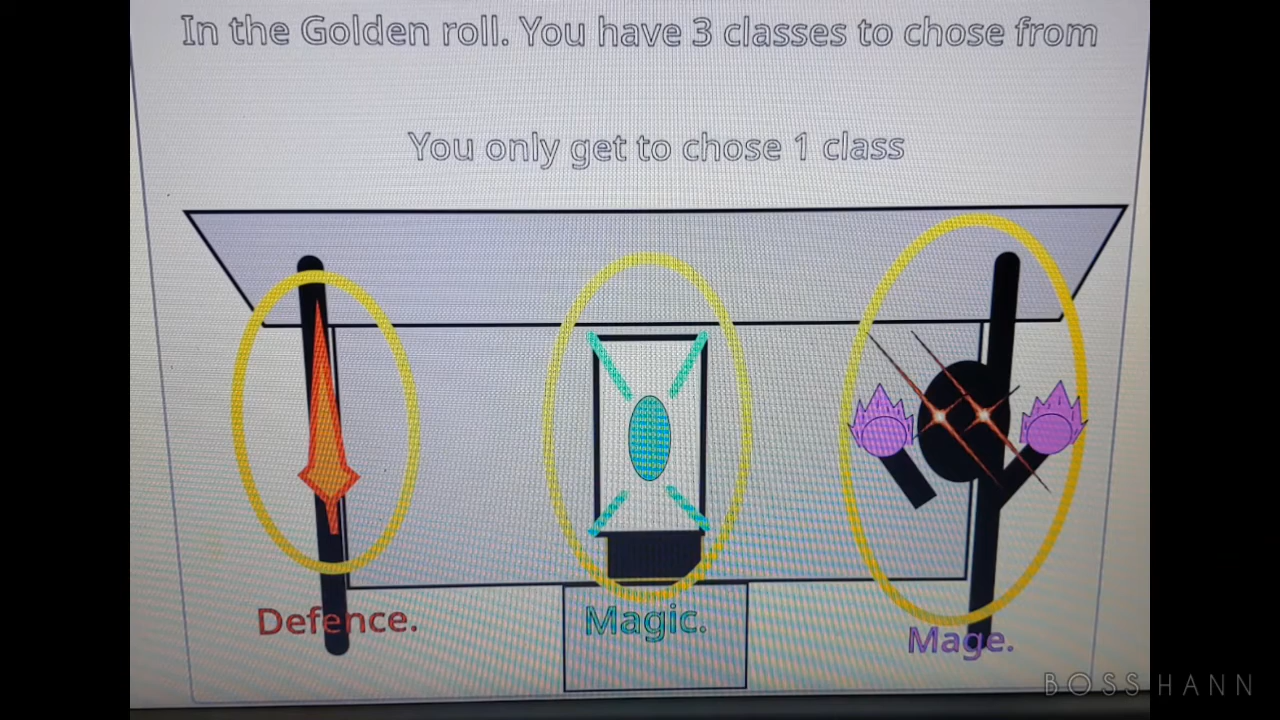 In the Golden roll. You have 3 classes to chose from
You only get to chose 1 class
Defence.
Magic.
Mage.
BOSS HANN